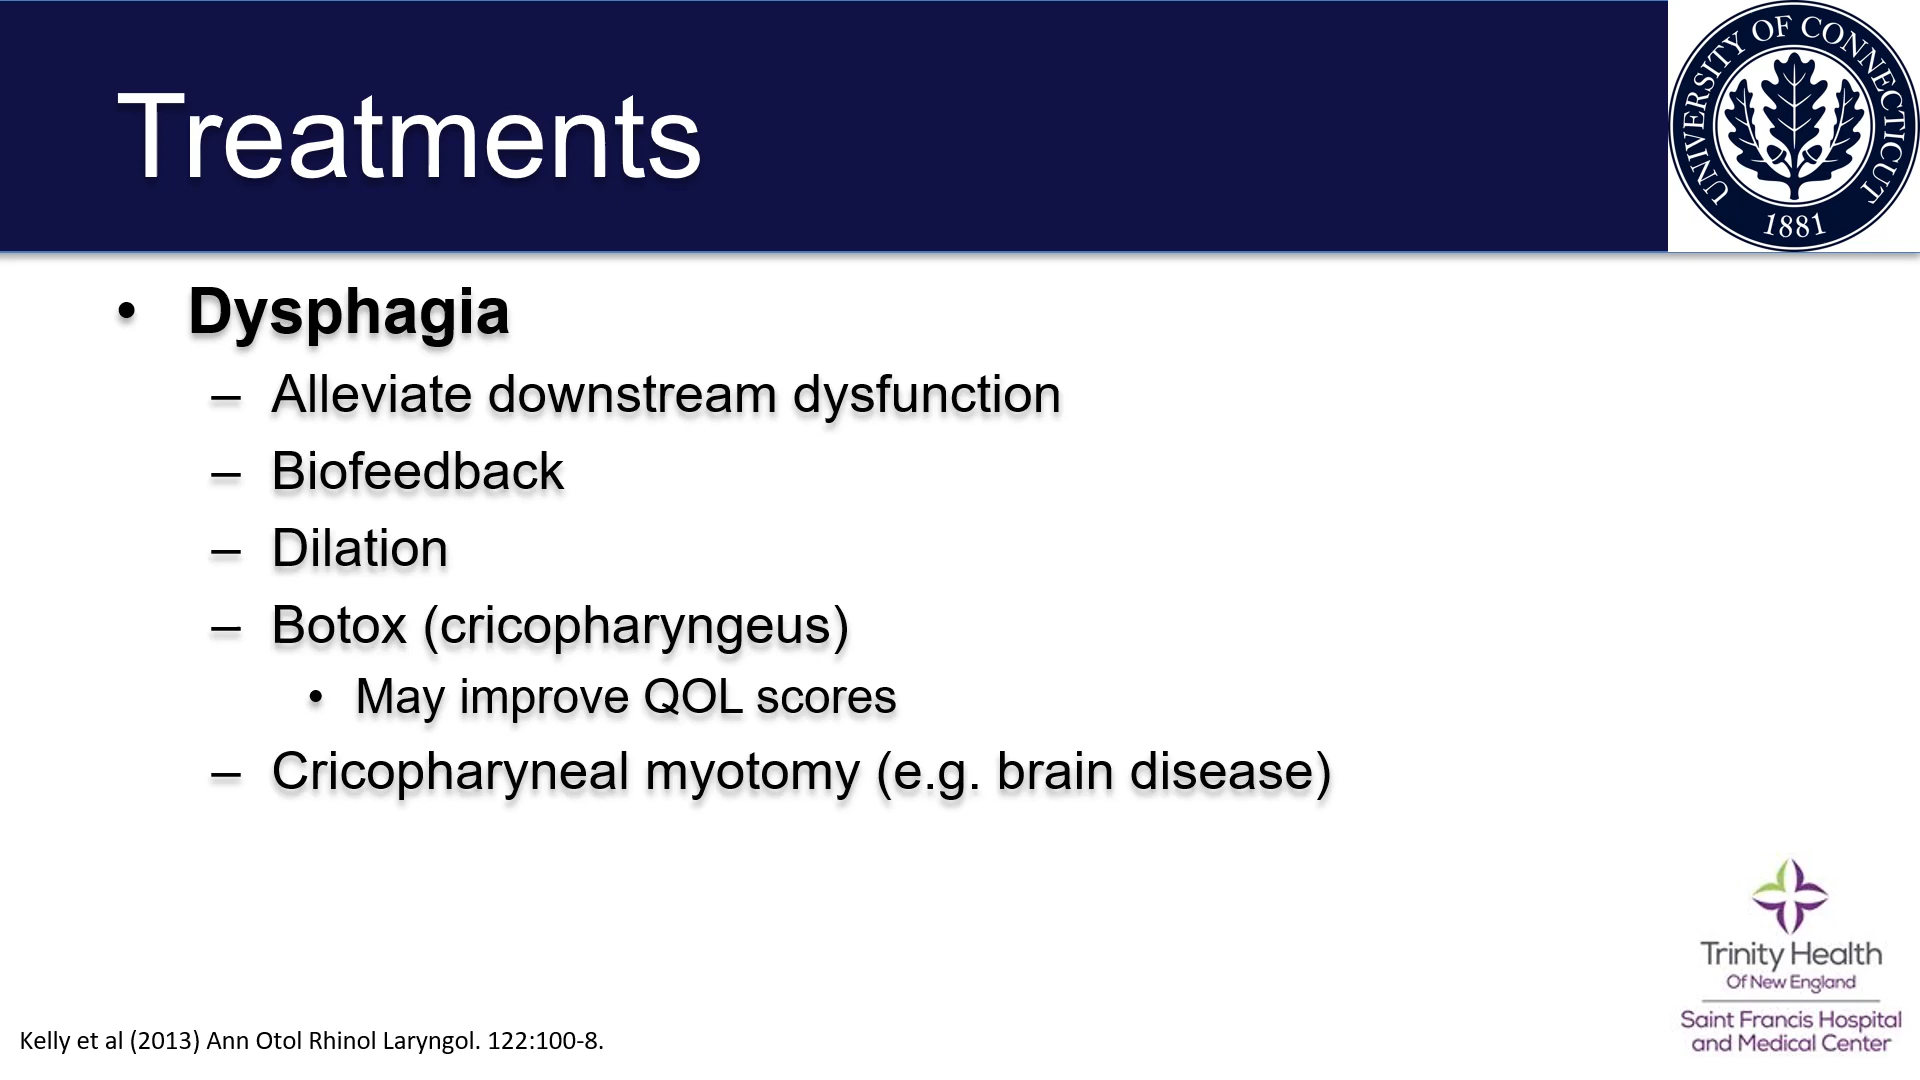 Treatments
UNIVERSITY OF CONNECTICUT
1881
• Dysphagia
– Alleviate downstream dysfunction
– Biofeedback
– Dilation
– Botox (cricopharyngeus)
• May improve QOL scores
– Cricopharyneal myotomy (e.g. brain disease)
Trinity Health
Of New England
Saint Francis Hospital
and Medical Center
Kelly et al (2013) Ann Otol Rhinol Laryngol. 122:100-8.